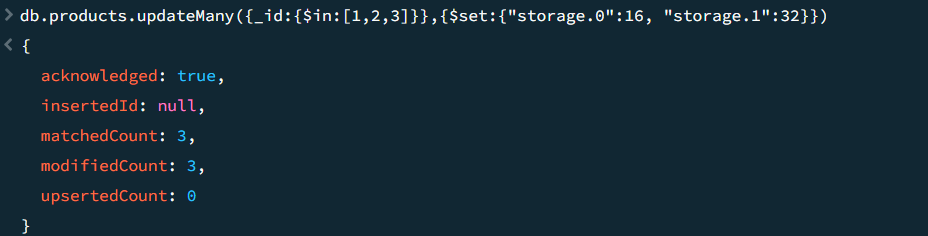 > db.products.updateMany({_id:{$in:[1,2,3]}},{$set:{"storage.0":16, "storage.1":32}})
< {
acknowledged: true,
insertedId: null,
matchedCount: 3,
modifiedCount: 3,
upsertedCount: 0
}